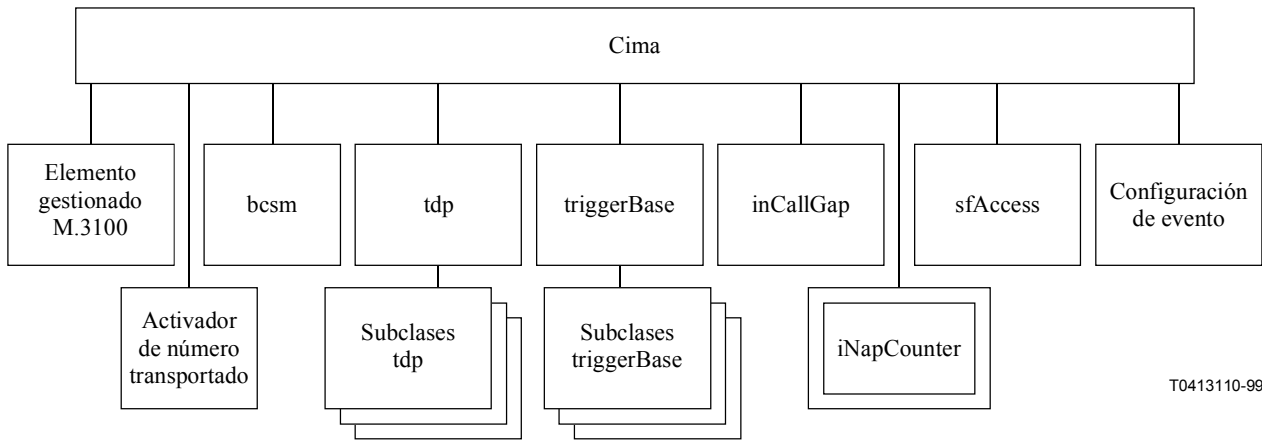 Cima
Elemento
gestionado
M.3100
bcsm
tdp
triggerBase
inCallGap
sfAccess
Configuración
de evento
Activador
de número
transportado
Subclases
tdp
Subclases
triggerBase
iNapCounter
T0413110-99